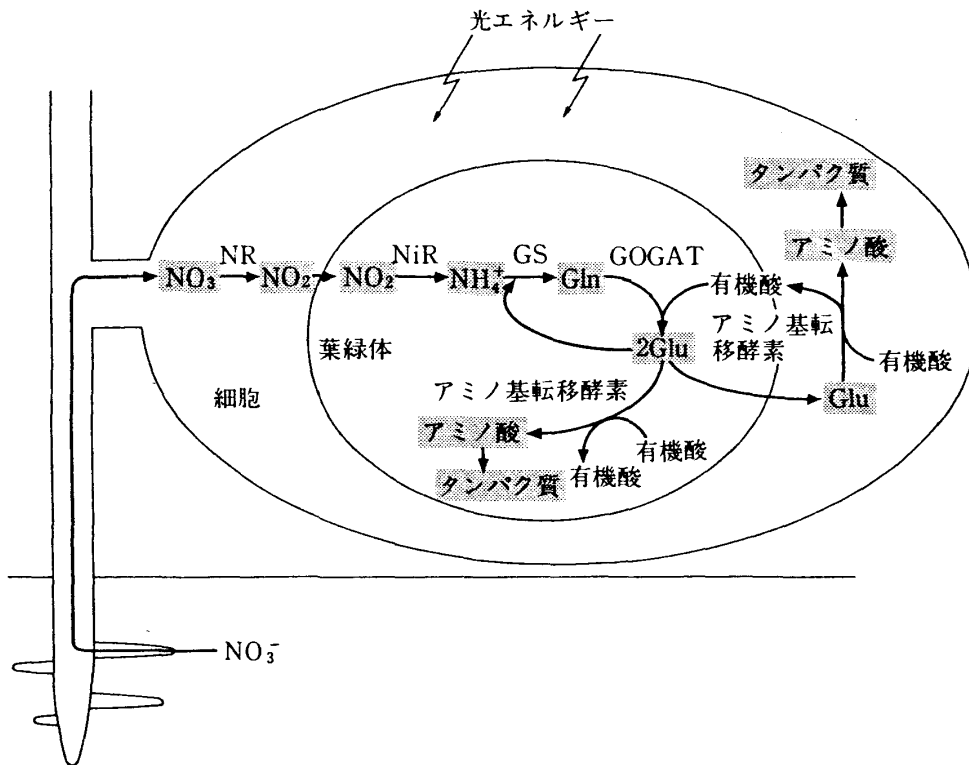 光エネルギー
タンパク質
アミノ酸
NO₃⁻ NR NO₂⁻ NO₂⁻ NiR NH₄⁺ GS Gln GOGAT 有機酸
葉緑体
2Glu
アミノ基転
移酵素
有機酸
Glu
細胞
アミノ基転移酵素
アミノ酸
有機酸
有機酸
タンパク質
NO₃⁻